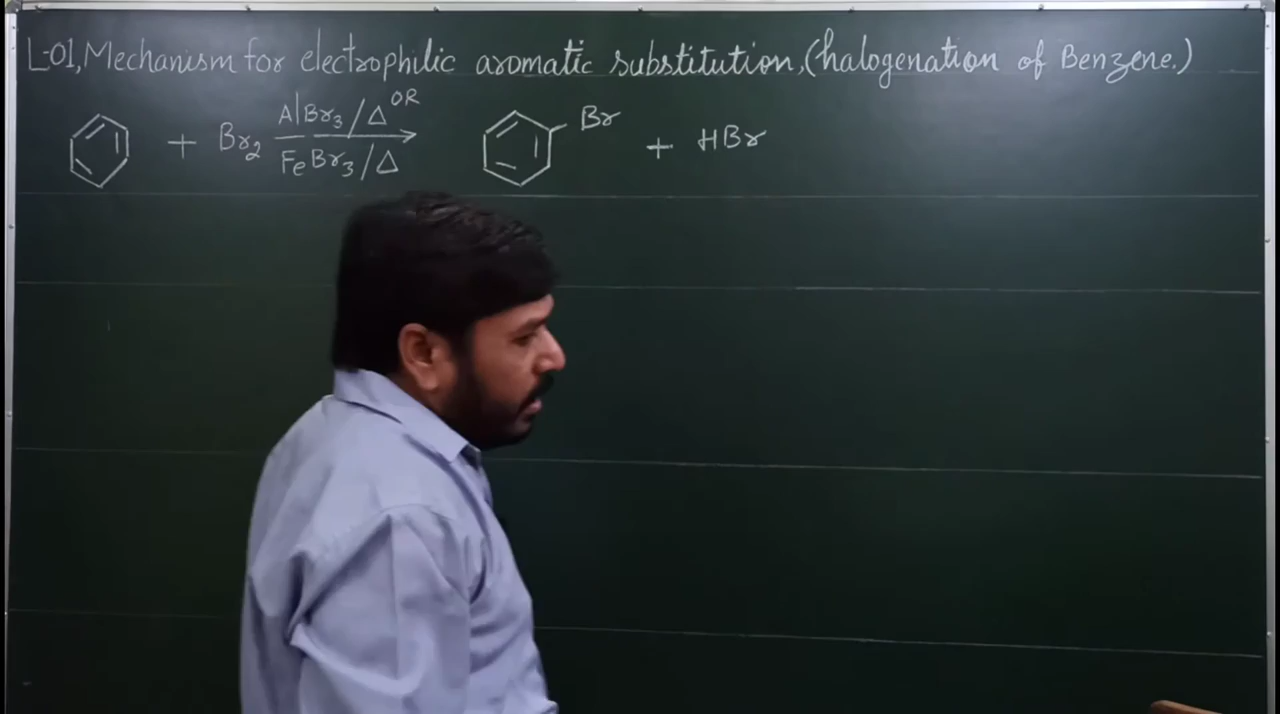 L-01, Mechanism for electrophilic aromatic substitution, (halogenation of Benzene.)
+ Br2 AlBr3/Δ OR
FeBr3/Δ
Br + HBr